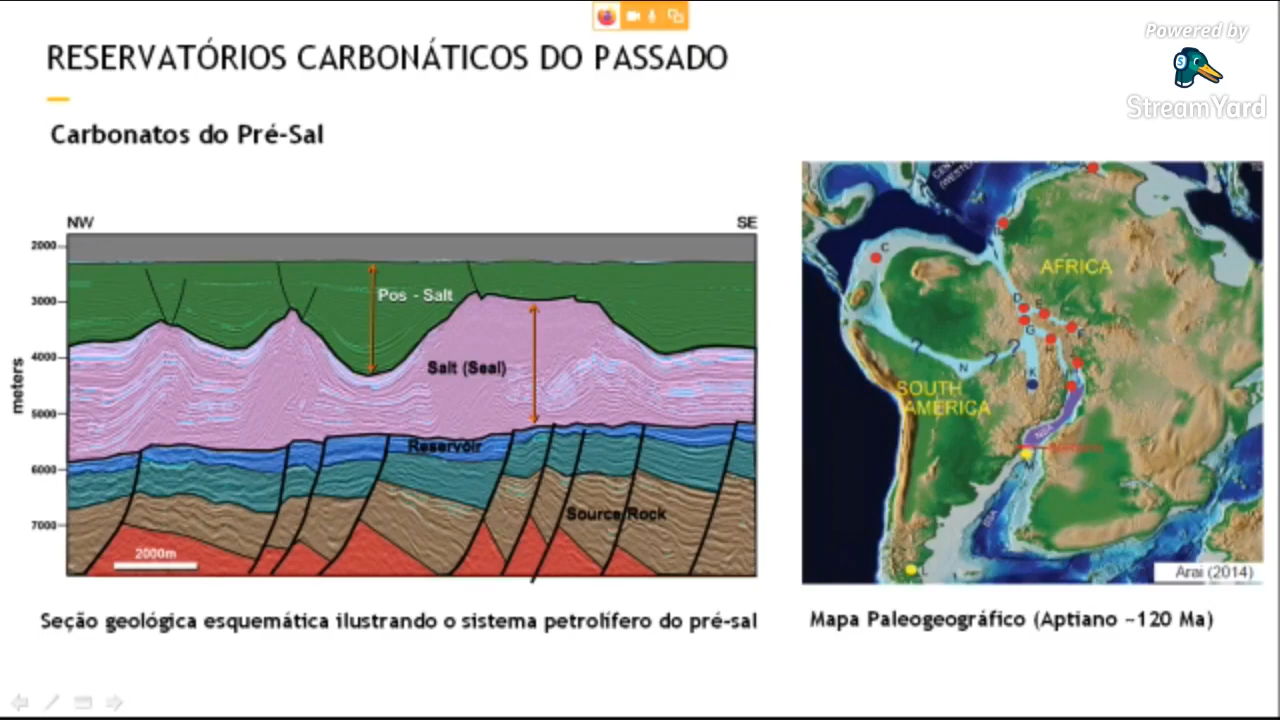 Powered by
StreamYard
RESERVATÓRIOS CARBONÁTICOS DO PASSADO
Carbonatos do Pré-Sal
NW
SE
meters
2000
3000
4000
5000
6000
7000
Pos - Salt
Salt (Seal)
Reservoir
Source Rock
2000m
AFRICA
SOUTH
AMERICA
C
D
E
F
G
K
N
?
?
?
Arai (2014)
Seção geológica esquemática ilustrando o sistema petrolífero do pré-sal
Mapa Paleogeográfico (Aptiano ~120 Ma)